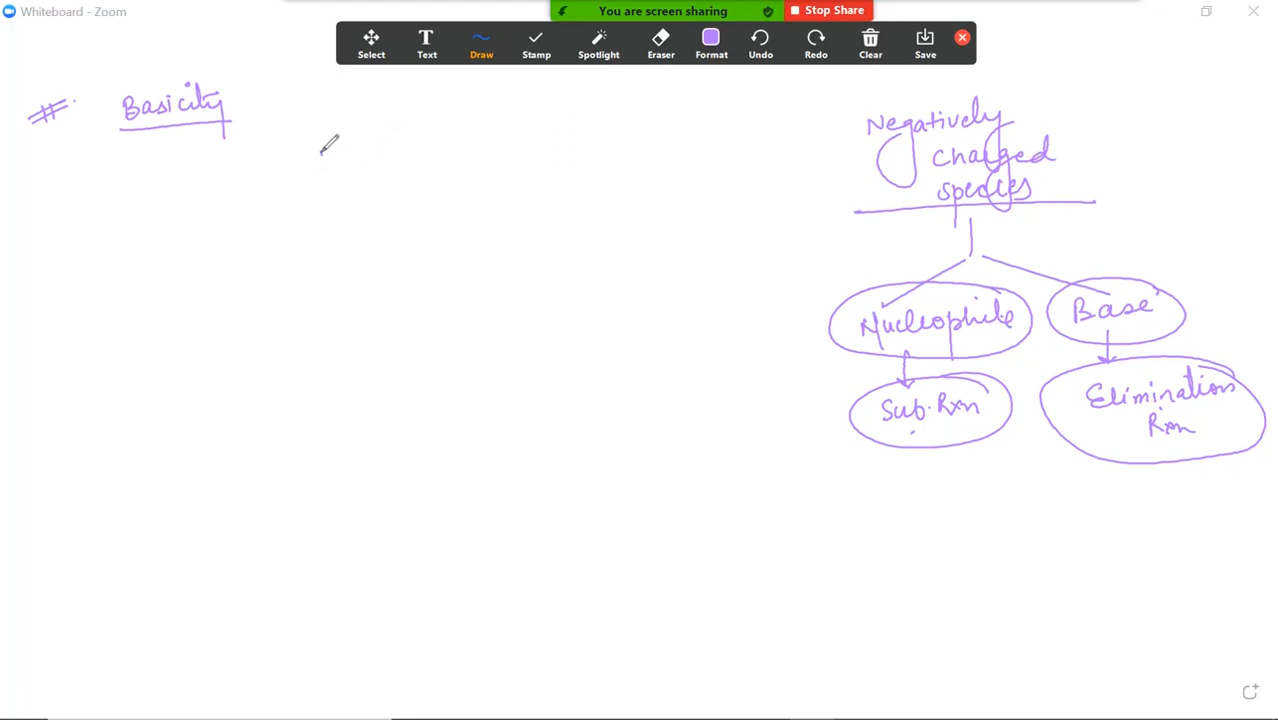 Whiteboard - Zoom
You are screen sharing
Stop Share
Select
Text
Draw
Stamp
Spotlight
Eraser
Format
Undo
Redo
Clear
Save
# Basicity
Negatively
charged
species
Nucleophile
Base
Sub. Rxn
Elimination
Rxn